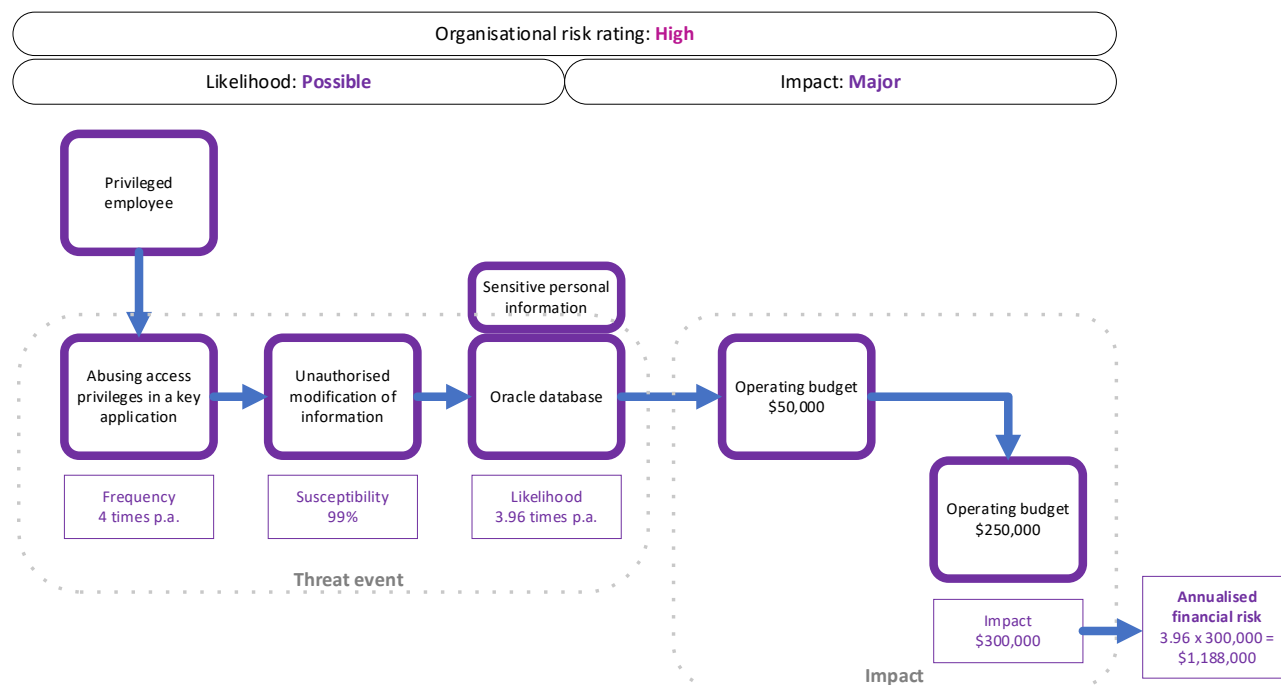 Organisational risk rating: High
Likelihood: Possible
Impact: Major
Privileged
employee
Sensitive personal
information
Abusing access
privileges in a key
application
Unauthorised
modification of
information
Oracle database
Operating budget
$50,000
Frequency
4 times p.a.
Susceptibility
99%
Likelihood
3.96 times p.a.
Operating budget
$250,000
Threat event
Impact
$300,000
Annualised
financial risk
3.96 x 300,000 =
$1,188,000
Impact